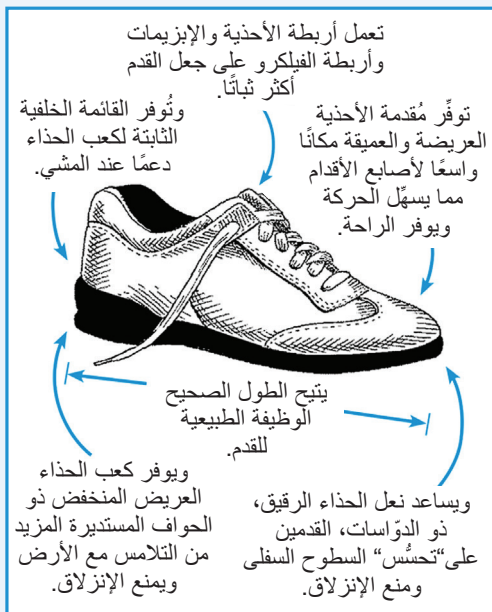 تعمل أربطة الأحذية والإبزيمات
وأربطة الفيلكرو على جعل القدم
أكثر ثباتًا.
توفِّر مُقدمة الأحذية
العريضة والعميقة مكانًا
واسعًا لأصابع الأقدام
مما يسهِّل الحركة
ويوفر الراحة.
وتُوفر القائمة الخلفية
الثابتة لكعب الحذاء
دعمًا عند المشي.
يتيح الطول الصحيح
الوظيفة الطبيعية
للقدم.
ويساعد نعل الحذاء الرقيق،
ذو الدوّاسات، القدمين
على“تحسُّس“ السطوح السفلى
ومنع الإنزلاق.
ويوفر كعب الحذاء
العريض المنخفض ذو
الحواف المستديرة المزيد
من التلامس مع الأرض
ويمنع الإنزلاق.